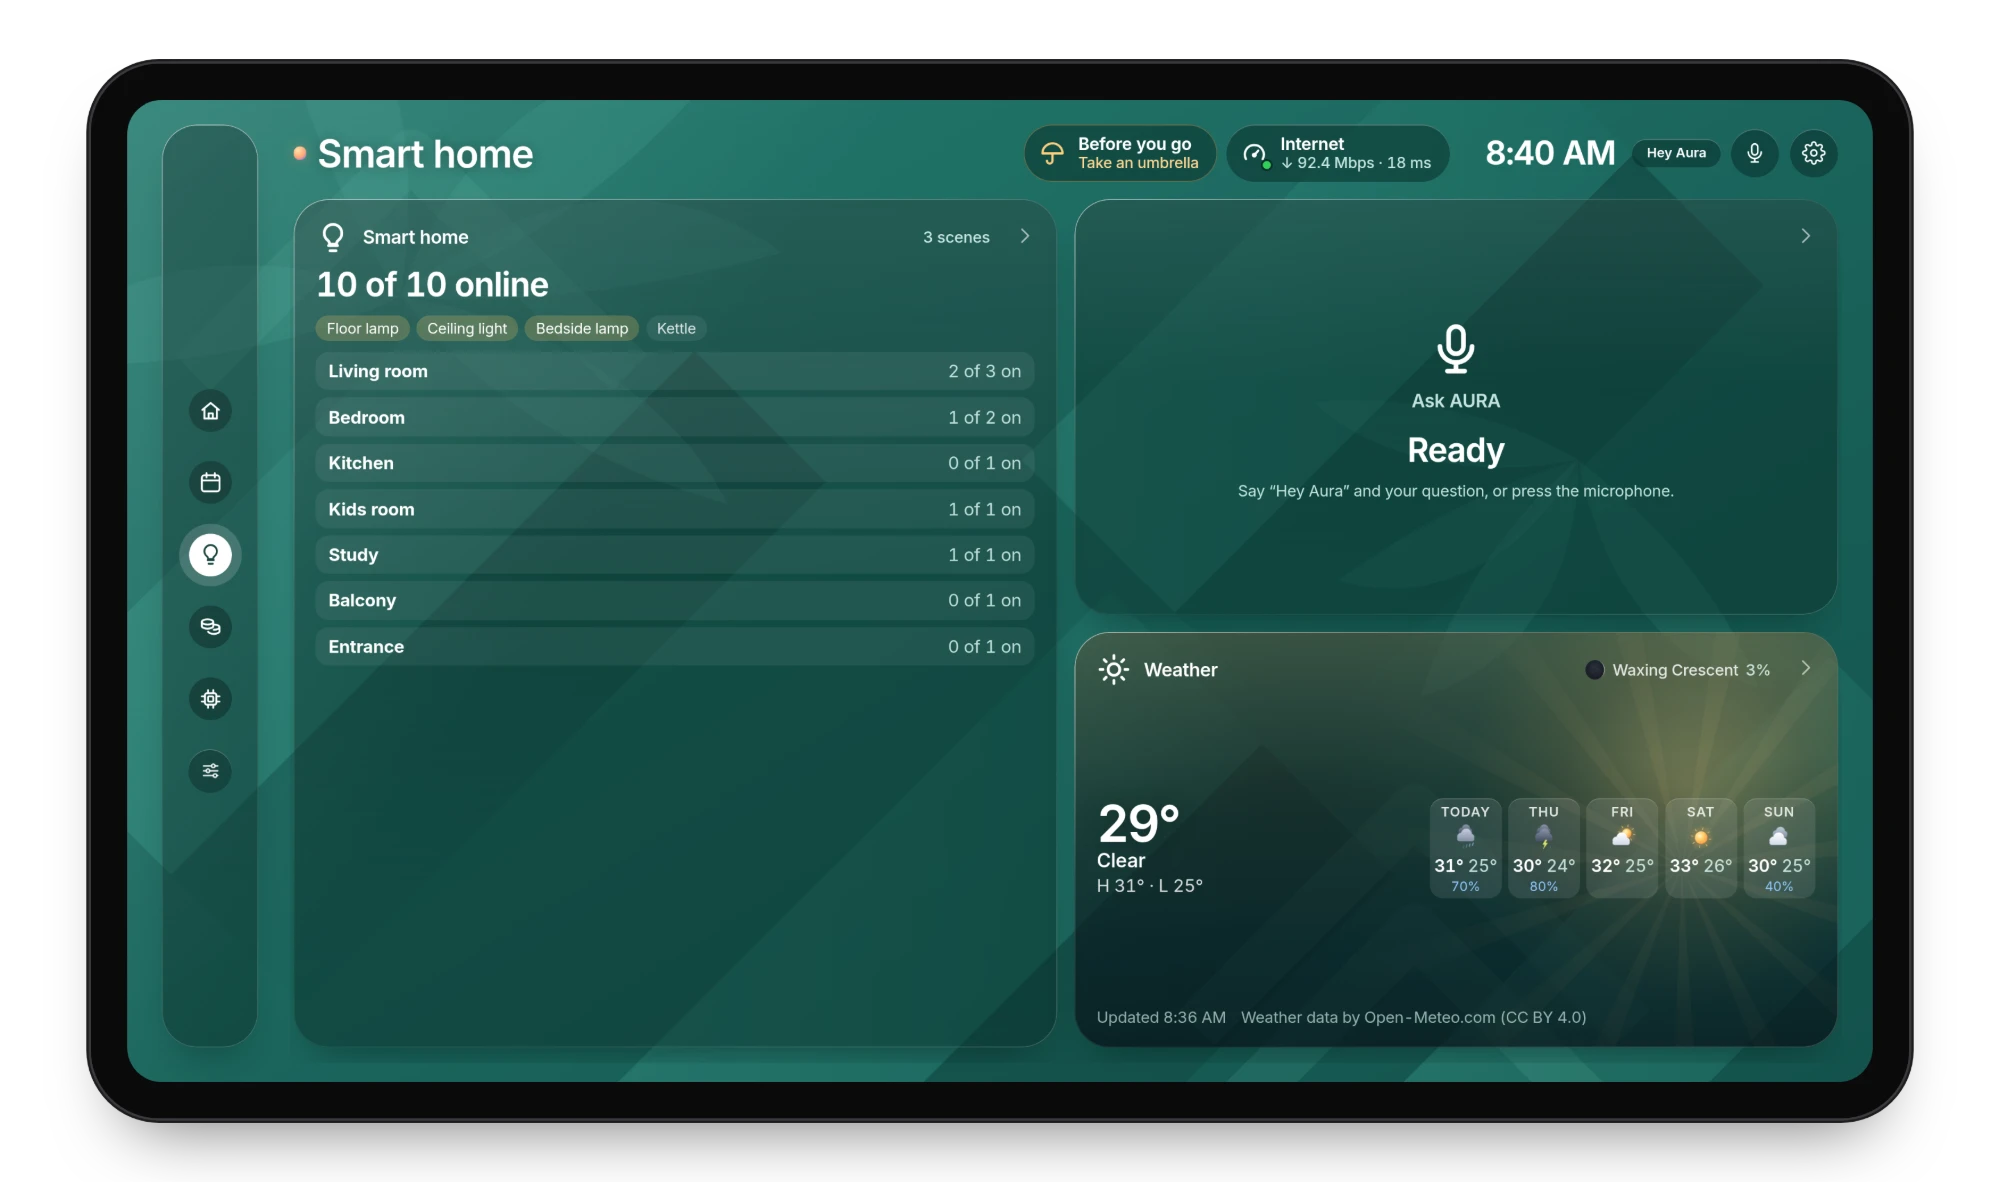 Smart home
Before you go
Take an umbrella
Internet
↓ 92.4 Mbps · 18 ms
8:40 AM
Hey Aura
Smart home
3 scenes
10 of 10 online
Floor lamp
Ceiling light
Bedside lamp
Kettle
Living room 2 of 3 on
Bedroom 1 of 2 on
Kitchen 0 of 1 on
Kids room 1 of 1 on
Study 1 of 1 on
Balcony 0 of 1 on
Entrance 0 of 1 on
Ask AURA
Ready
Say “Hey Aura” and your question, or press the microphone.
Weather
Waxing Crescent 3%
29°
Clear
H 31° · L 25°
TODAY
31° 25°
70%
THU
30° 24°
80%
FRI
32° 25°
SAT
33° 26°
SUN
30° 25°
40%
Updated 8:36 AM Weather data by Open-Meteo.com (CC BY 4.0)